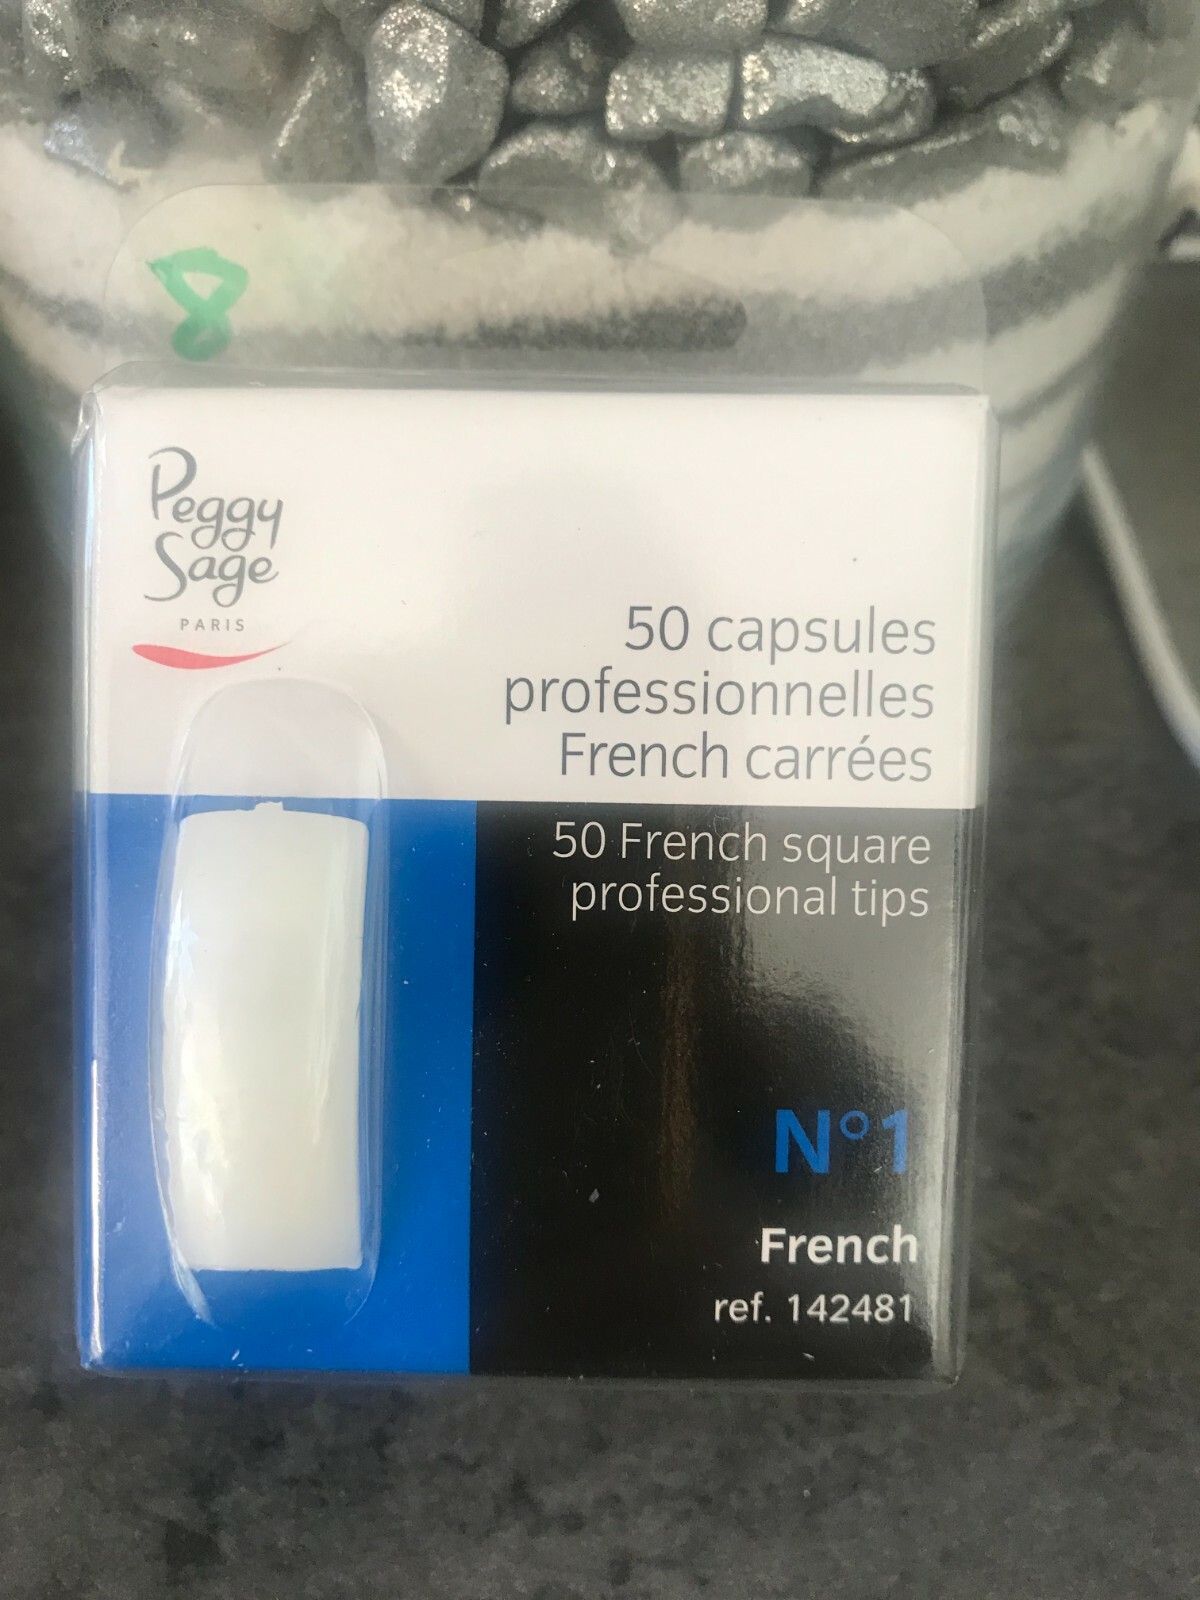 8
Peggy
Sage
PARIS
50 capsules
professionnelles
French carrées
50 French square
professional tips
N°1
French
ref. 142481